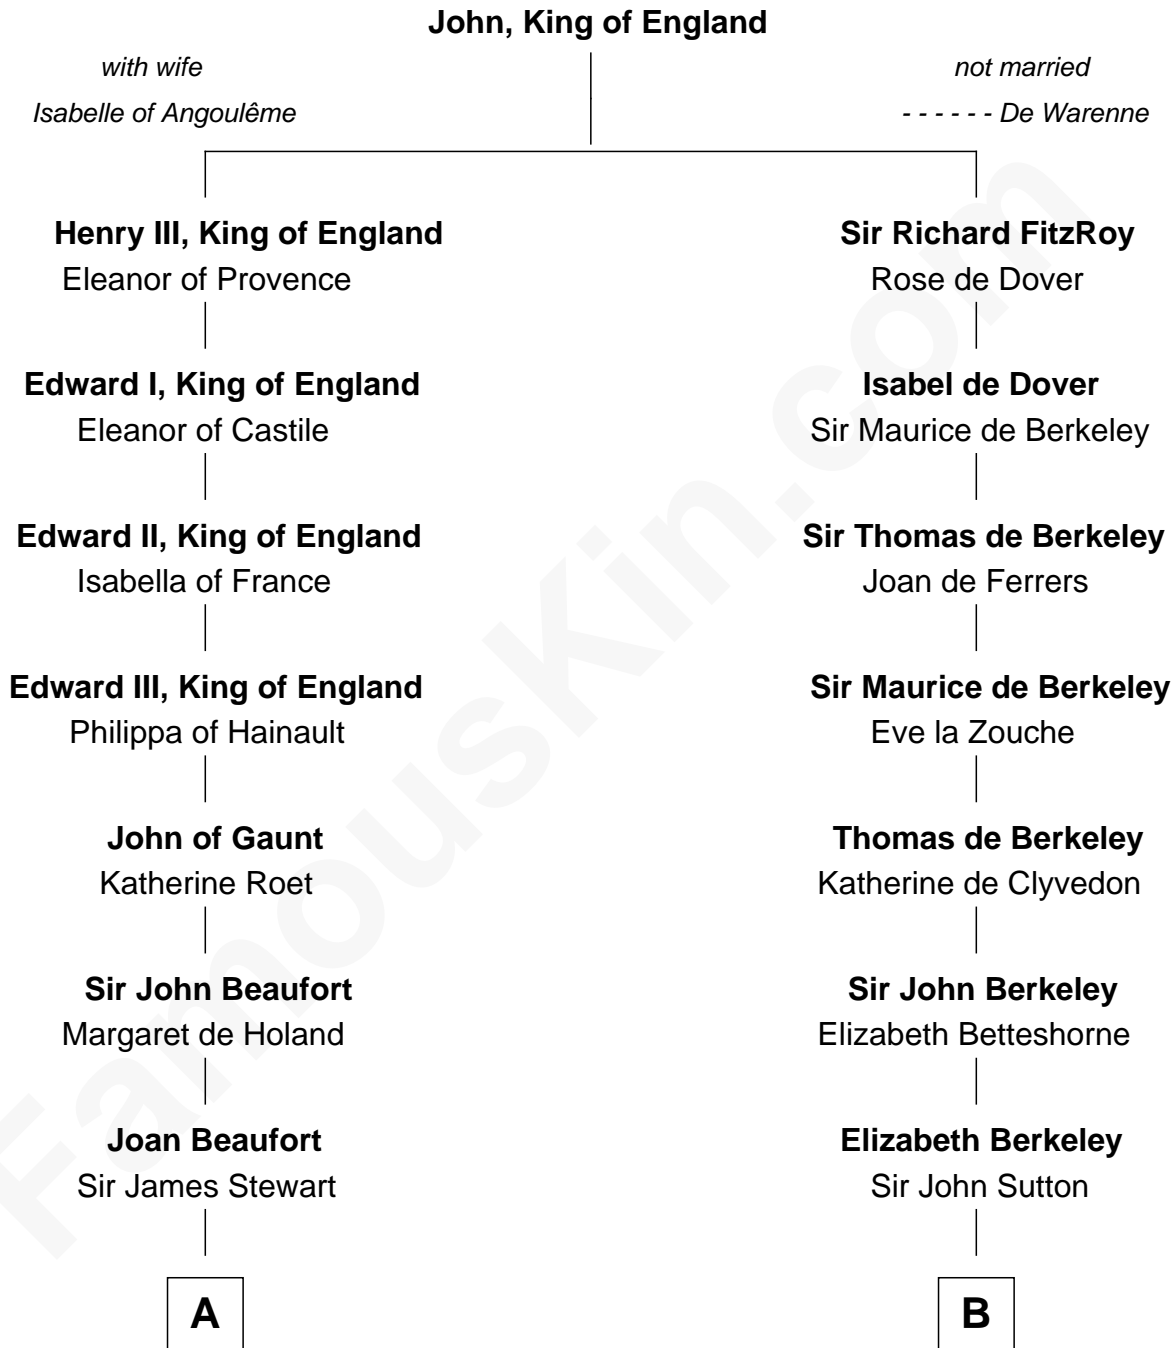 John, King of England
with wife
Isabelle of Angoulême
not married
- - - - - - De Warenne
Henry III, King of England
Eleanor of Provence
Sir Richard FitzRoy
Rose de Dover
Edward I, King of England
Eleanor of Castile
Isabel de Dover
Sir Maurice de Berkeley
Edward II, King of England
Isabella of France
Sir Thomas de Berkeley
Joan de Ferrers
Edward III, King of England
Philippa of Hainault
Sir Maurice de Berkeley
Eve la Zouche
John of Gaunt
Katherine Roet
Thomas de Berkeley
Katherine de Clyvedon
Sir John Beaufort
Margaret de Holand
Sir John Berkeley
Elizabeth Betteshorne
Joan Beaufort
Sir James Stewart
Elizabeth Berkeley
Sir John Sutton
A
B
FamousKin.com